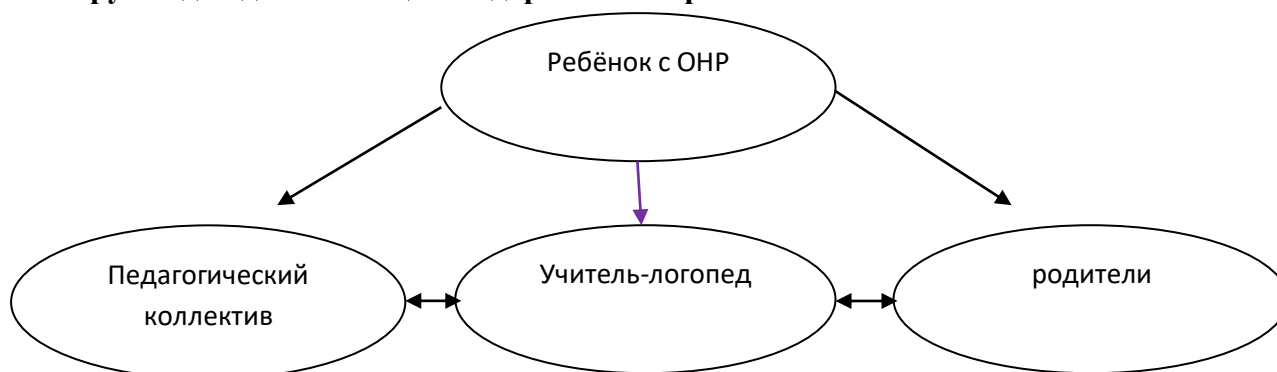 Ребёнок с ОНР
Педагогический
коллектив
Учитель-логопед
родители